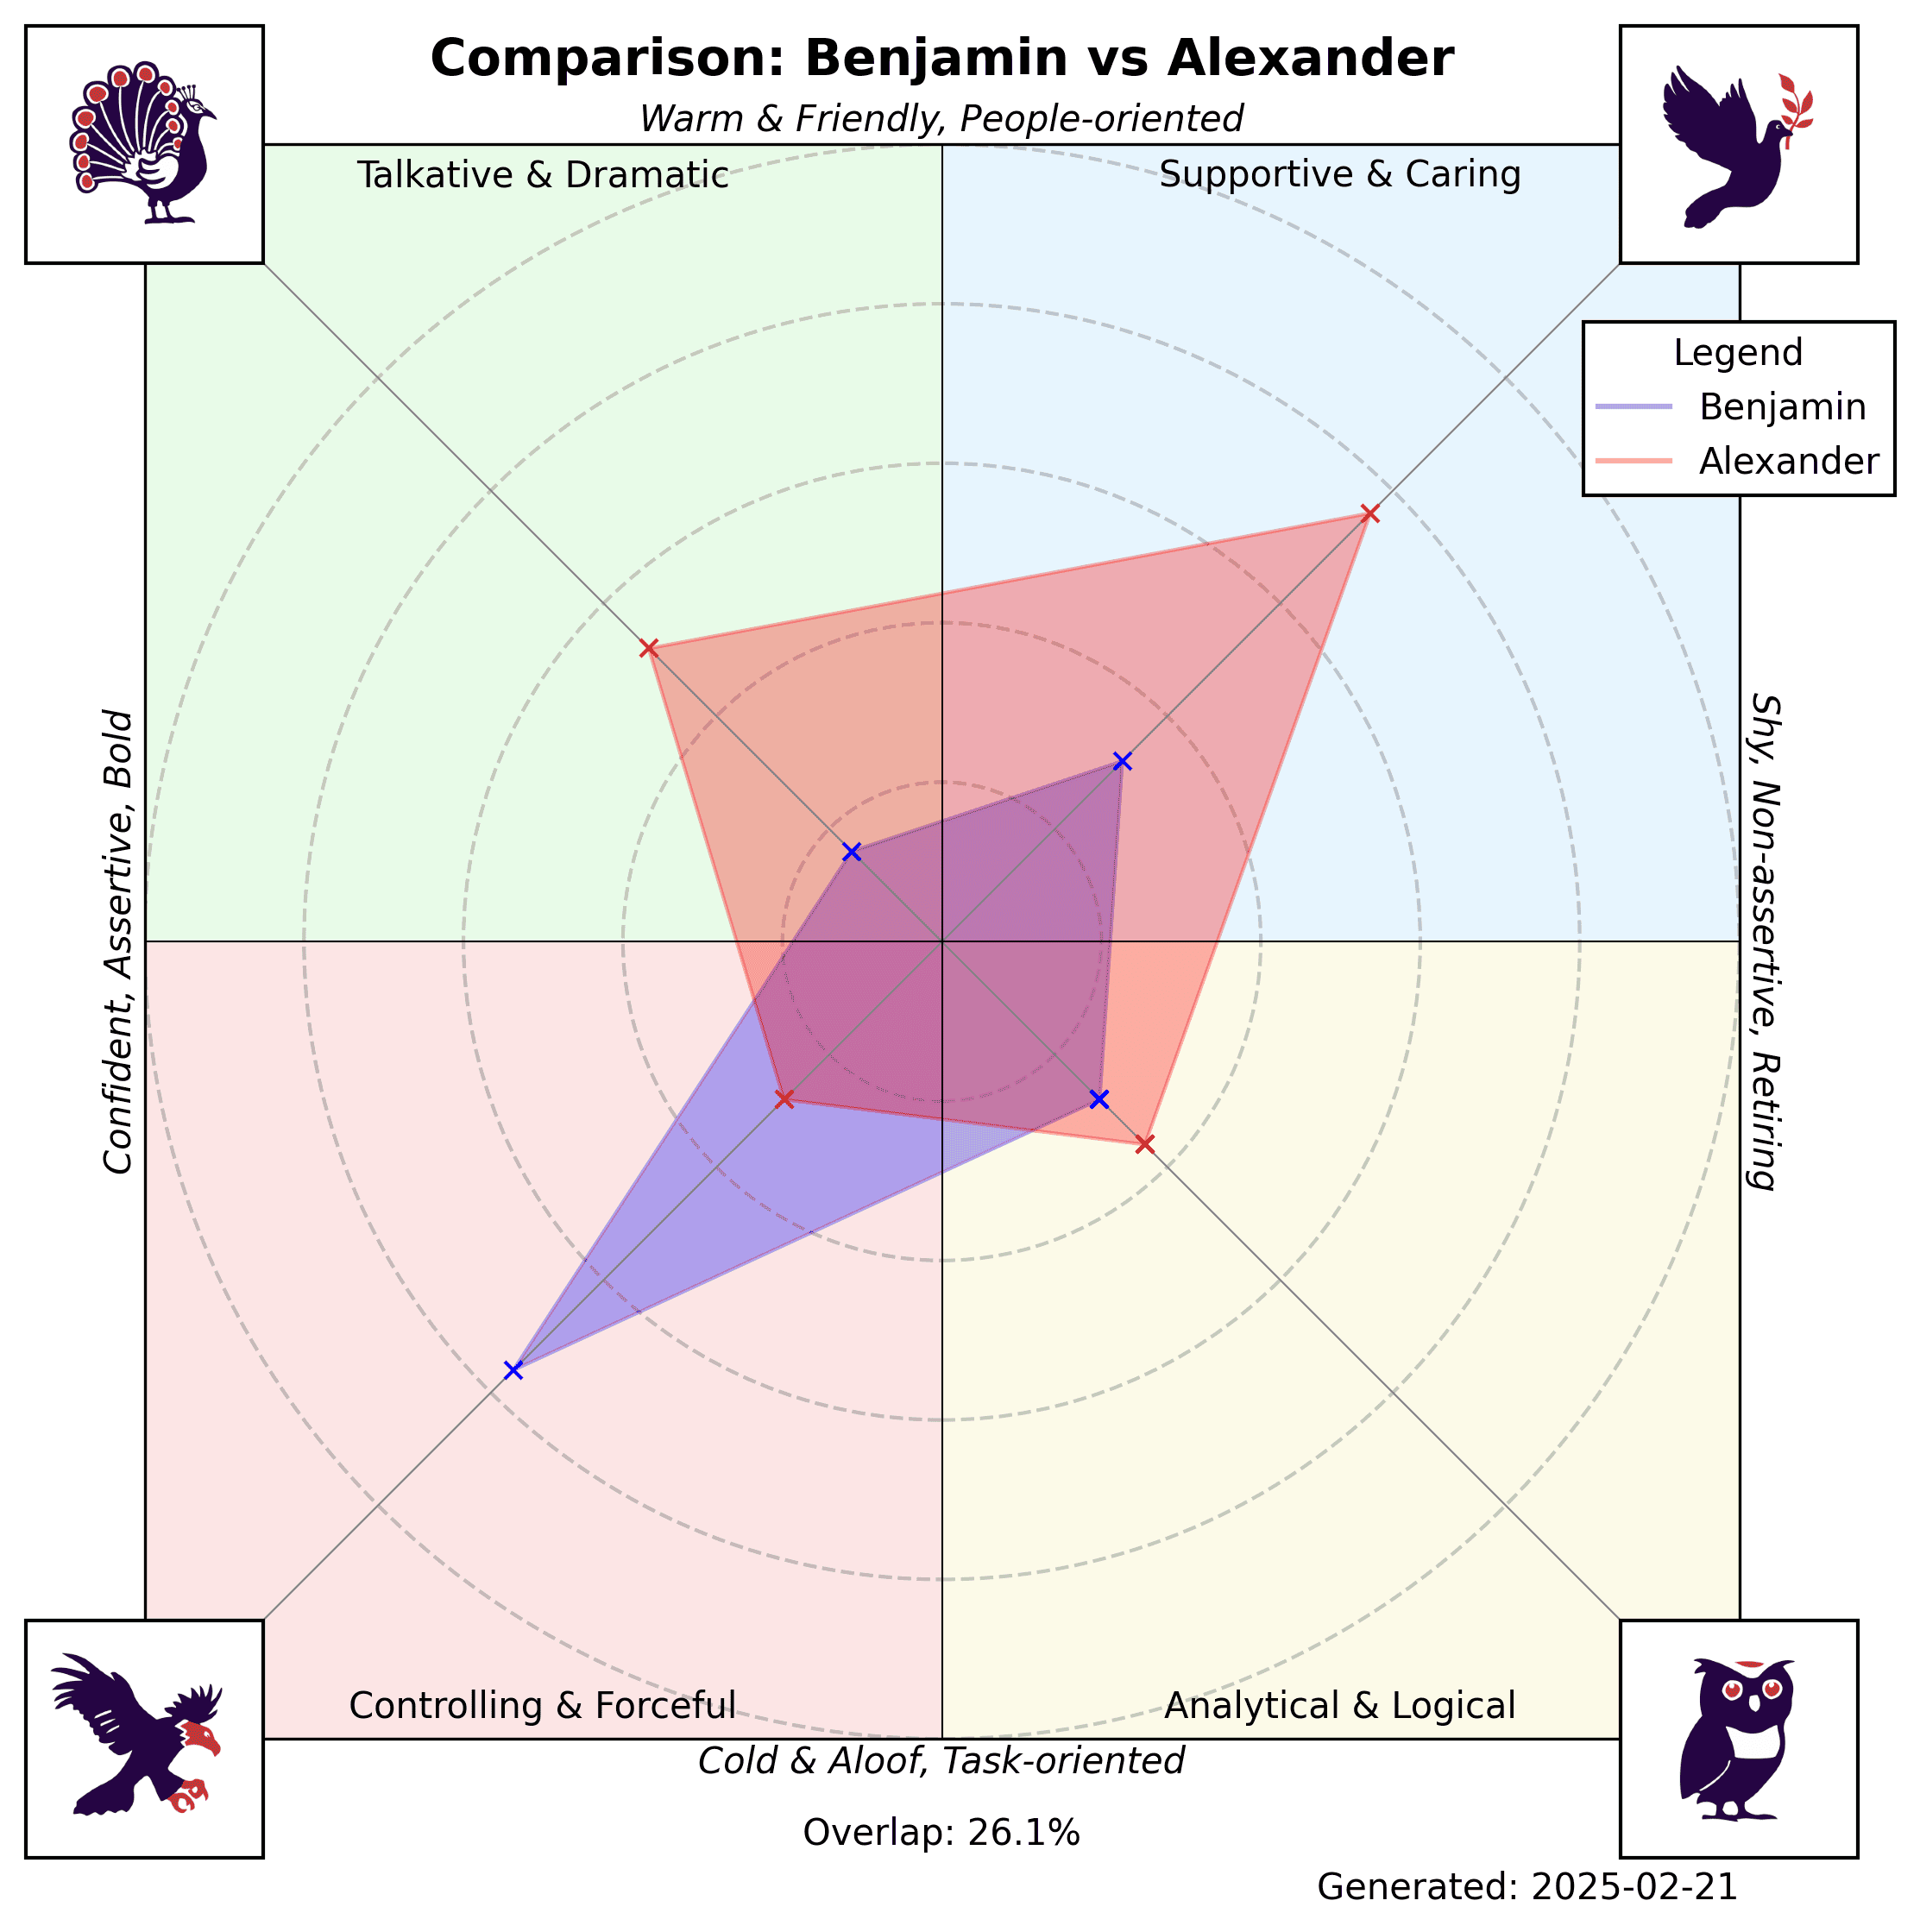 Comparison: Benjamin vs Alexander
Warm & Friendly, People-oriented
Talkative & Dramatic
Supportive & Caring
Legend
Benjamin
Alexander
Confident, Assertive, Bold
Shy, Non-assertive, Retiring
Controlling & Forceful
Analytical & Logical
Cold & Aloof, Task-oriented
Overlap: 26.1%
Generated: 2025-02-21